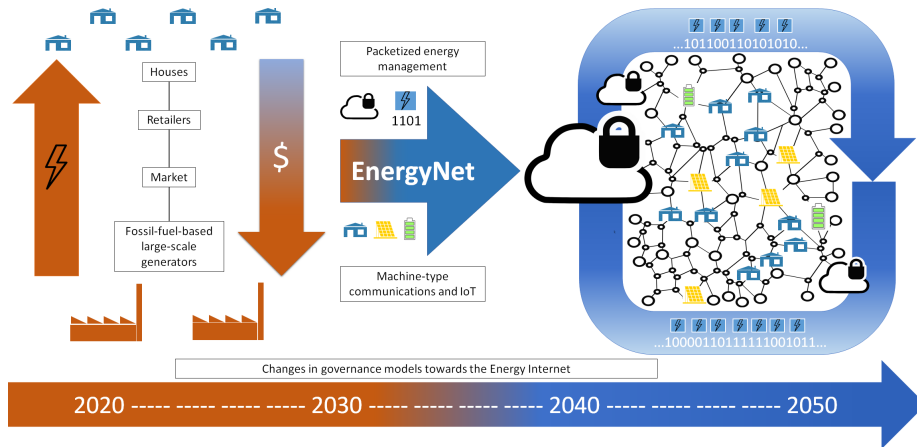 Houses
Retailers
Market
Fossil-fuel-based
large-scale
generators
$
Packetized energy
management
1101
EnergyNet
Machine-type
communications and IoT
...101100110101010...
...10000110111111001011...
Changes in governance models towards the Energy Internet
2020 ----- ----- ----- ----- 2030 ----- ----- ----- ----- 2040 ----- ----- ----- ----- 2050